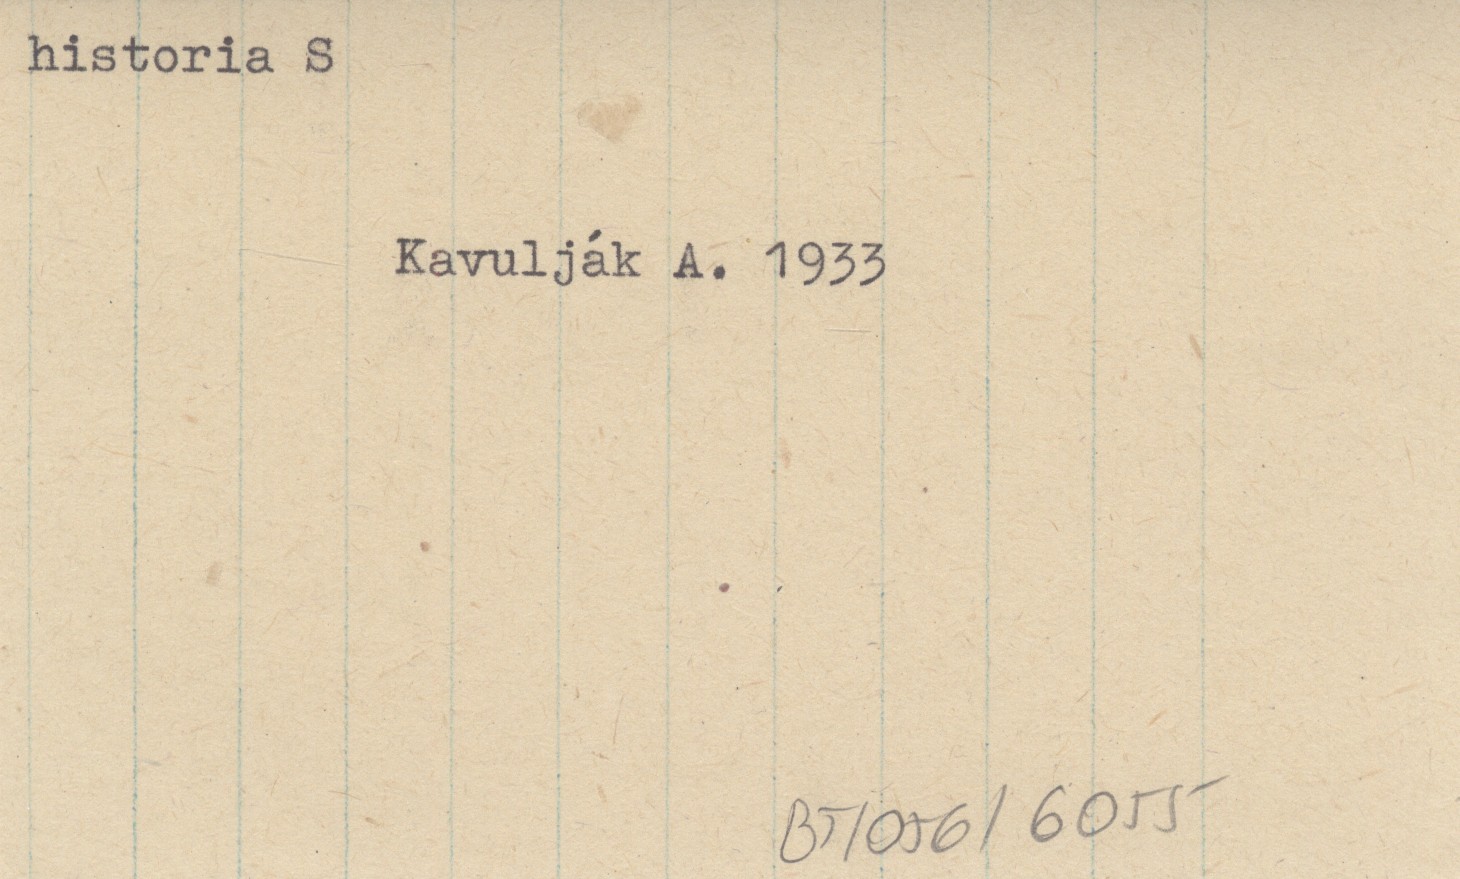 historia S
Kavulják A. 1933
BT/056/ 6055